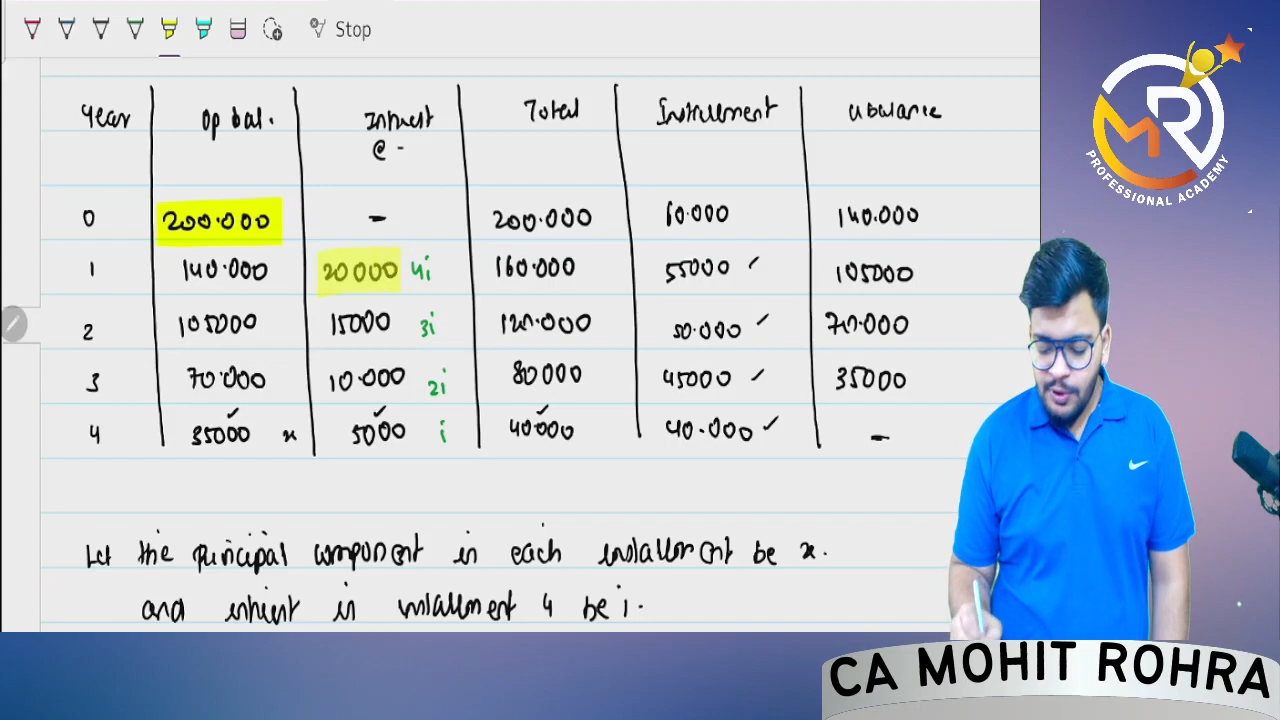 Stop
Year Op bal. Interest Total Installment Clbalance
@ -
0 200.000 - 200.000 60.000 140.000
1 140.000 20000 4i 160.000 55000 ✓ 105000
2 105000 15000 3i 120.000 50.000 ✓ 70.000
3 70.000 10.000 2i 80000 45000 ✓ 35000
4 35000 x 5000 i 40000 40.000 ✓ -
Let the principal component in each installment be x.
and interest in installment 4 be i.
MR
PROFESSIONAL ACADEMY
CA MOHIT ROHRA